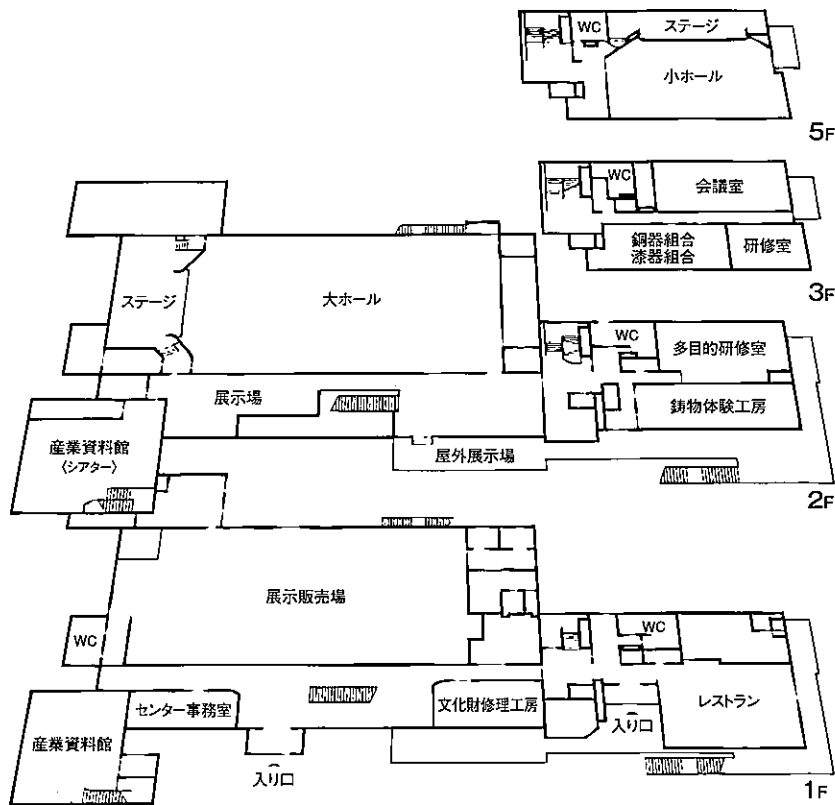 WC
ステージ
小ホール
5F
WC
会議室
銅器組合
漆器組合
研修室
3F
ステージ
大ホール
WC
多目的研修室
展示場
鋳物体験工房
産業資料館
〈シアター〉
屋外展示場
2F
展示販売場
WC
WC
センター事務室
文化財修理工房
レストラン
産業資料館
入り口
入り口
1F